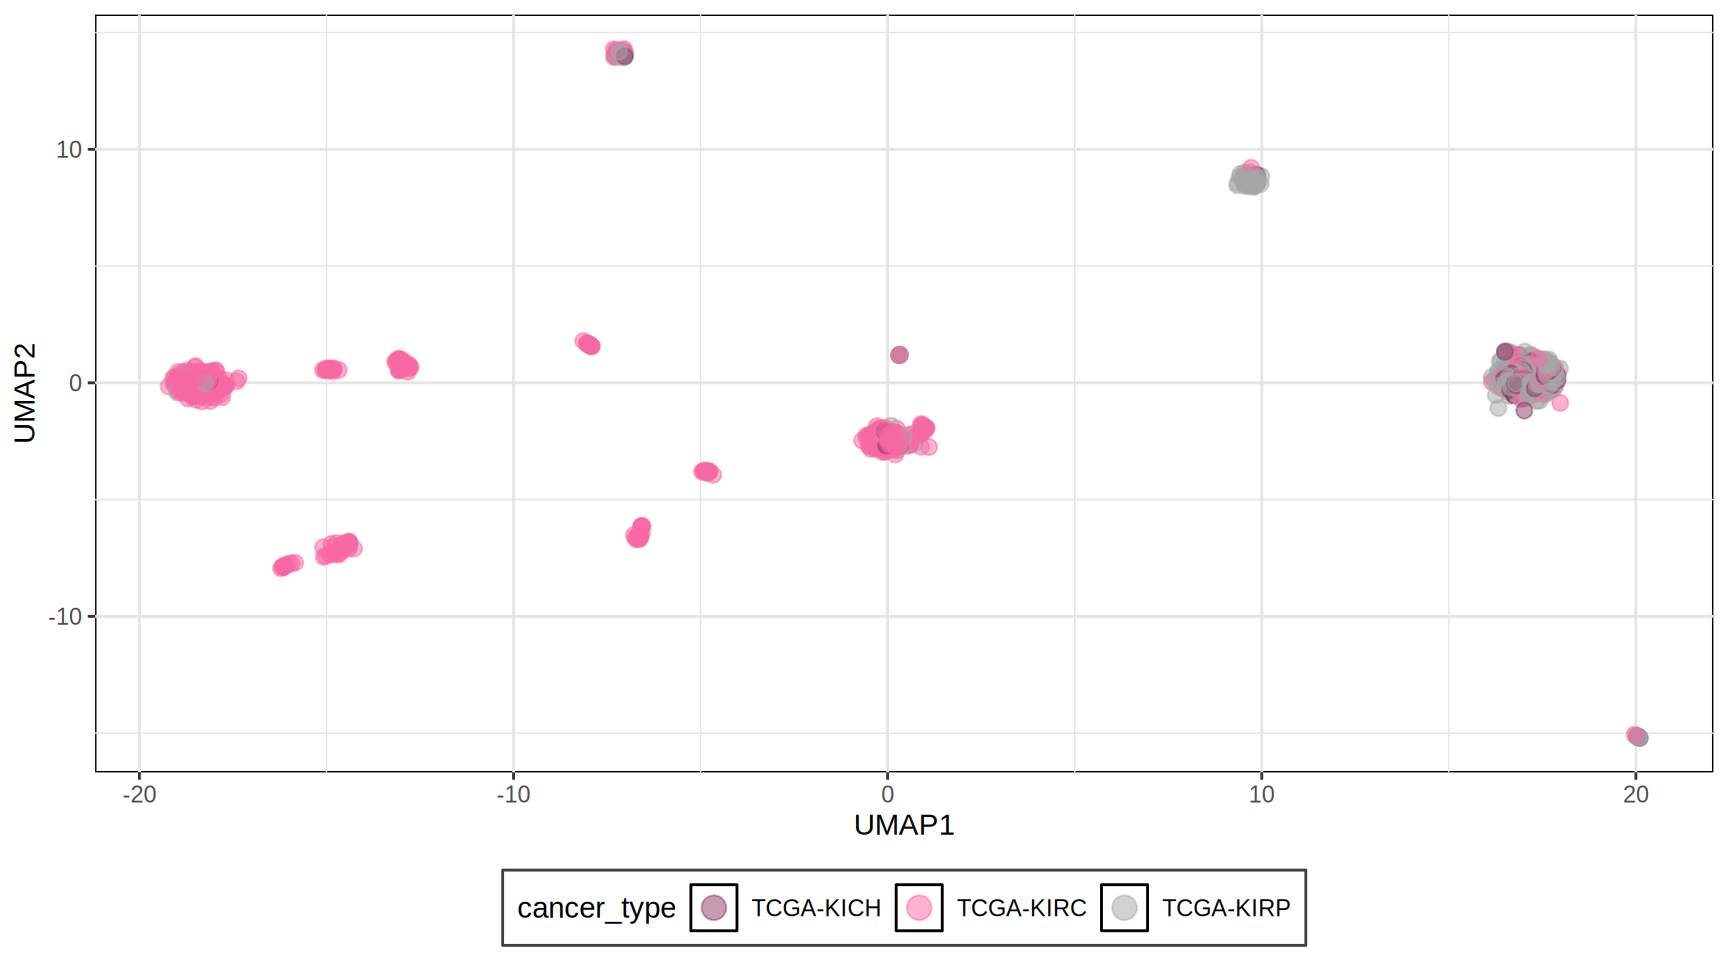 10
0
-10
UMAP2
-20 -10 0 10 20
UMAP1
cancer_type TCGA-KICH TCGA-KIRC TCGA-KIRP